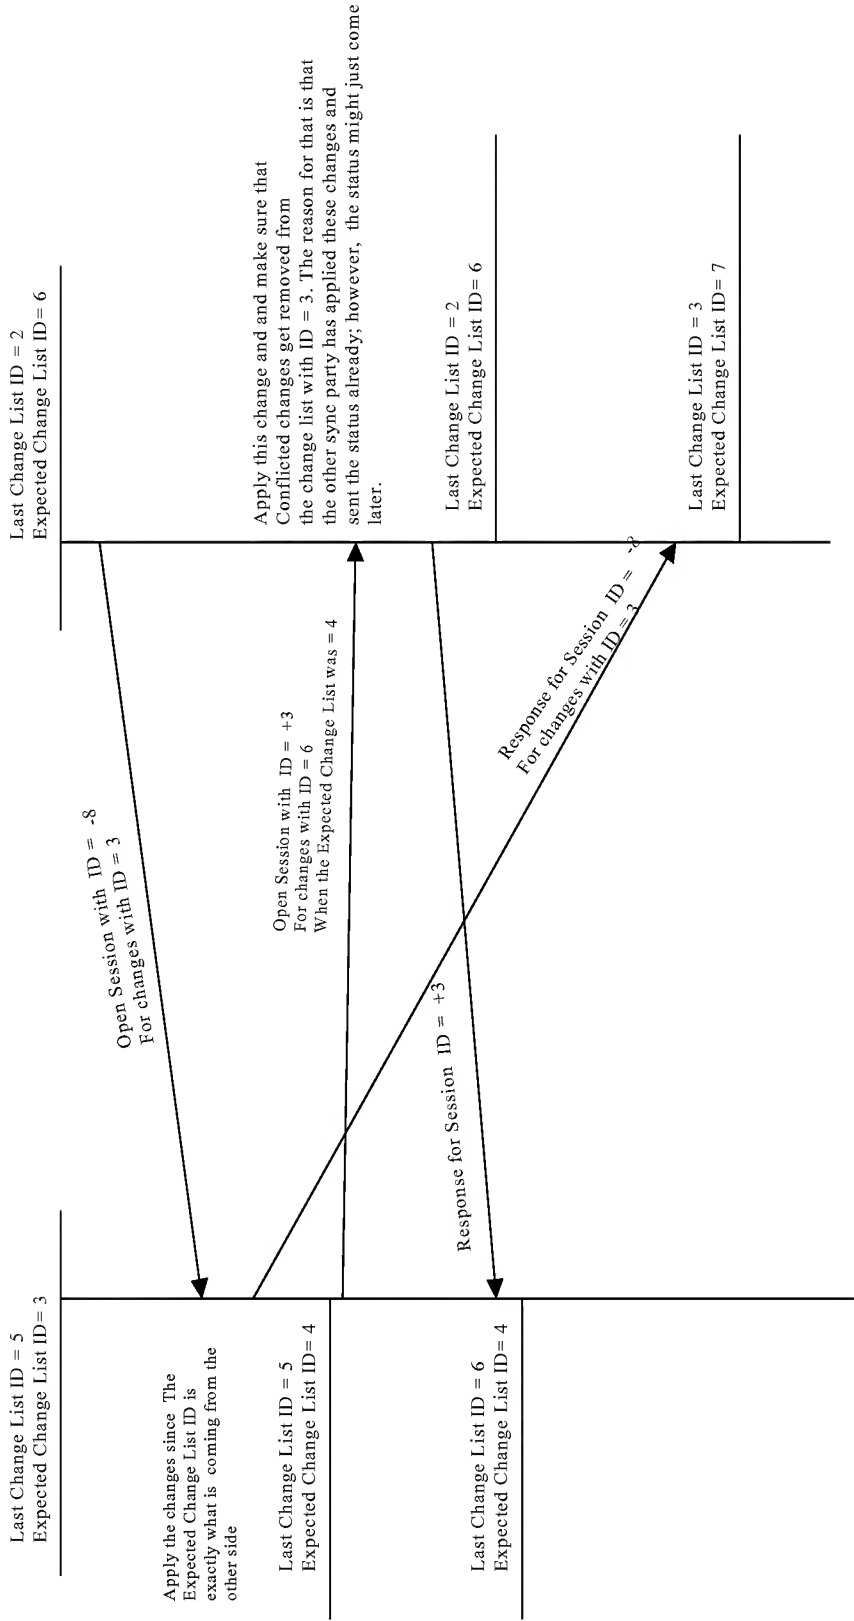 Last Change List ID = 5
Expected Change List ID= 3
Last Change List ID = 2
Expected Change List ID= 6
Open Session with  ID =  -8
For changes with ID = 3
Apply the changes since  The
Expected Change List ID is
exactly what is  coming from the
other side
Apply this change and and make sure that
Conflicted changes get removed from
the change list with ID = 3. The reason for that is that
the other sync party has applied these changes and
sent the status already; however,  the status might just come
later.
Open Session with  ID =  +3
For changes with ID = 6
When the Expected Change List was = 4
Last Change List ID = 5
Expected Change List ID= 4
Response for Session  ID =  +3
Last Change List ID = 2
Expected Change List ID= 6
Response for Session  ID =  -8
For changes with ID = 3
Last Change List ID = 6
Expected Change List ID= 4
Last Change List ID = 3
Expected Change List ID= 7